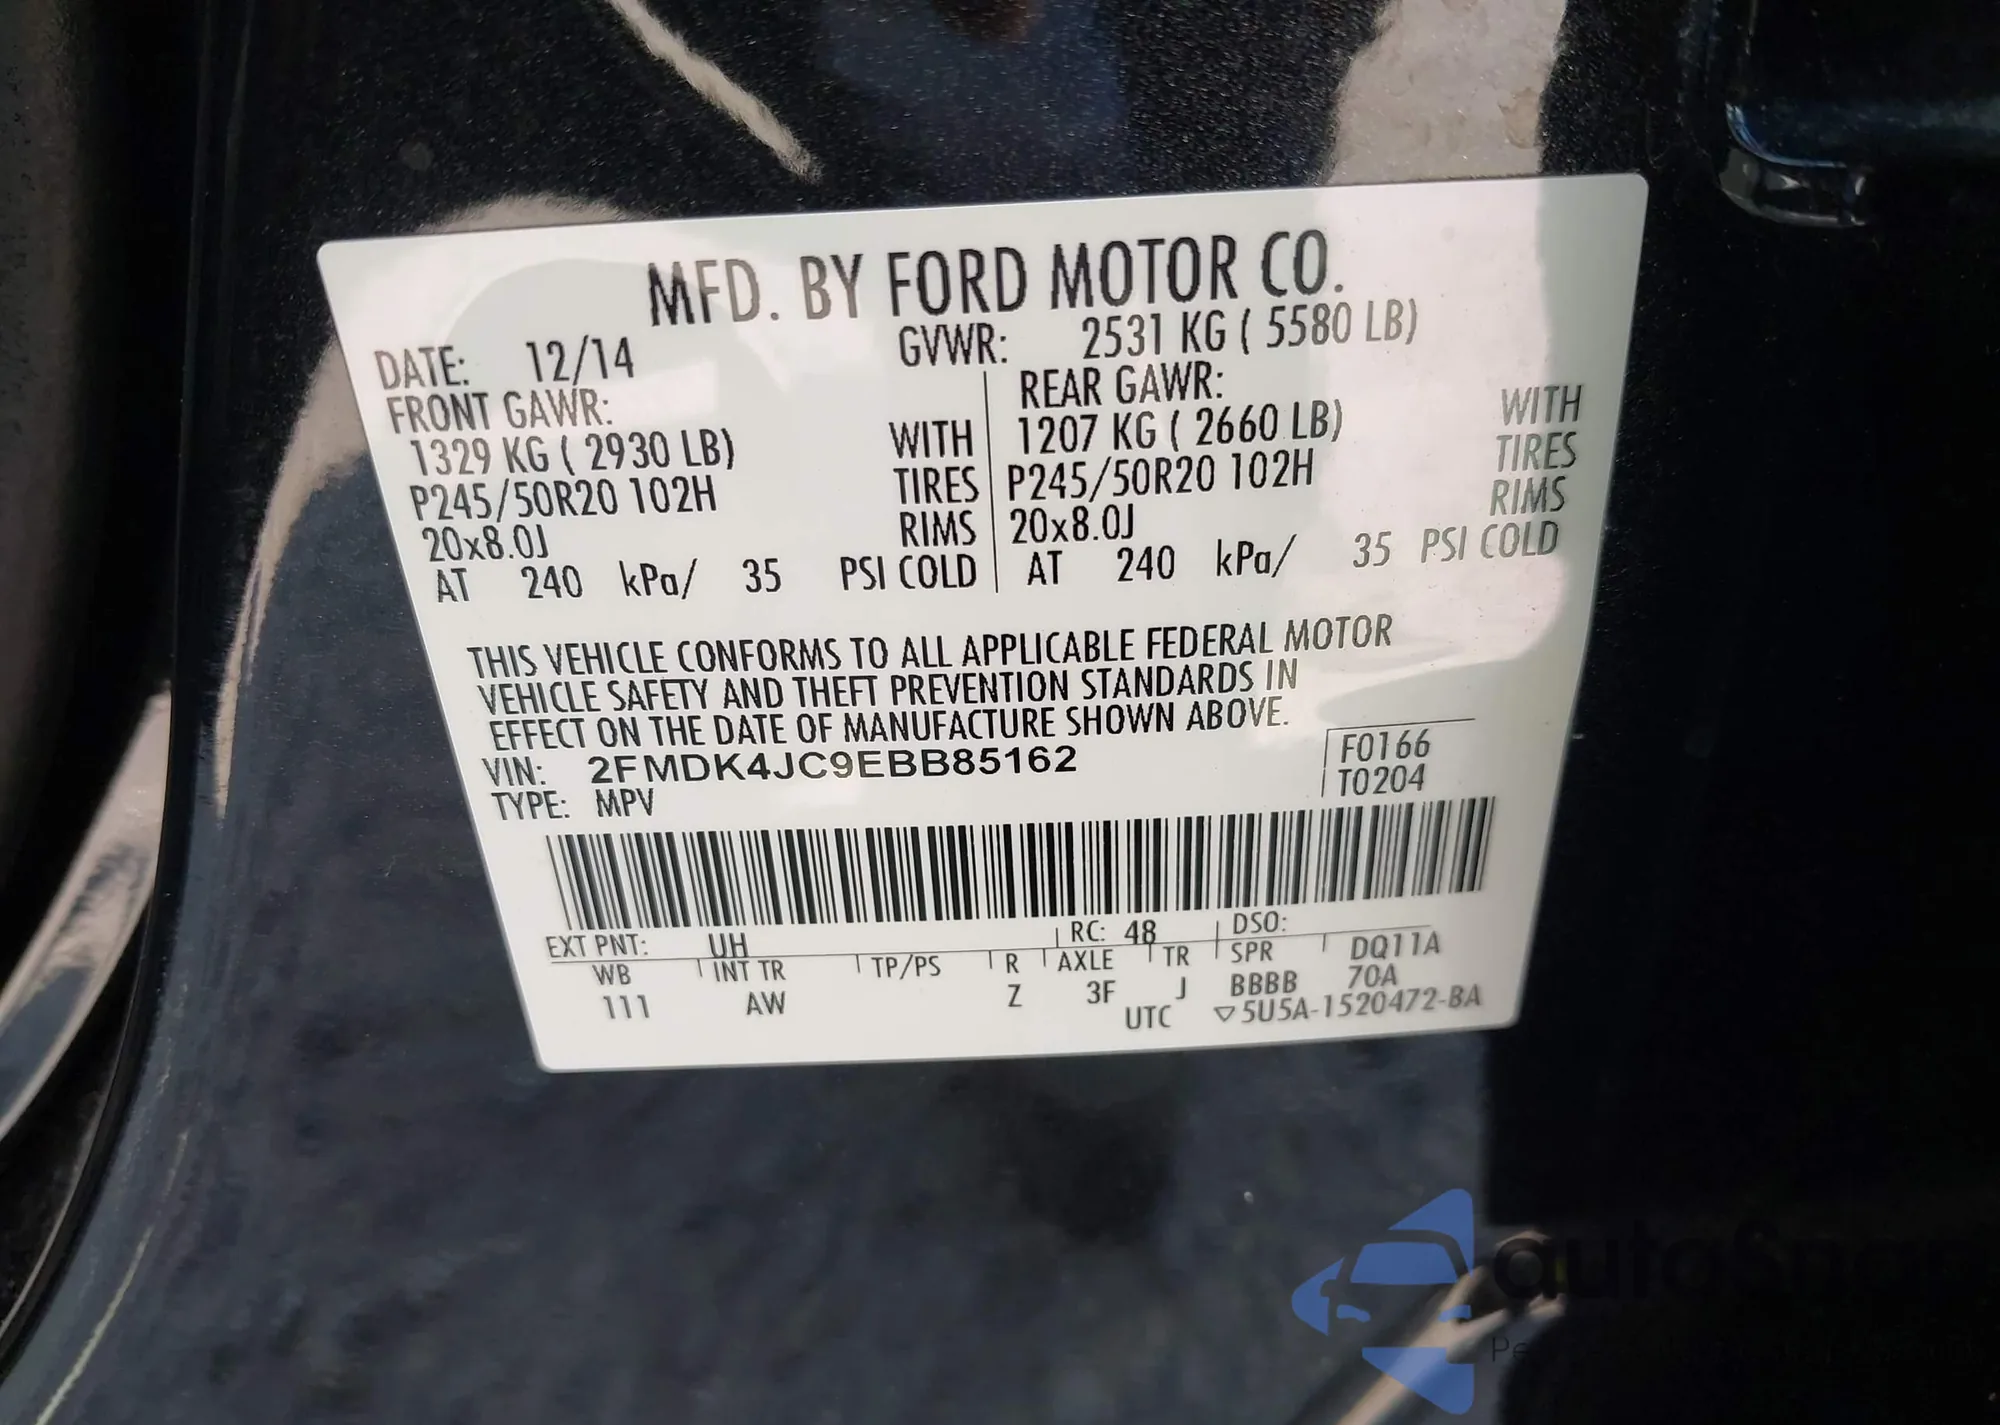 MFD. BY FORD MOTOR CO.
DATE: 12/14 GVWR: 2531 KG ( 5580 LB)
FRONT GAWR: REAR GAWR:
1329 KG ( 2930 LB) WITH 1207 KG ( 2660 LB) WITH
P245/50R20 102H TIRES P245/50R20 102H TIRES
20x8.0J RIMS 20x8.0J RIMS
AT 240 kPa/ 35 PSI COLD AT 240 kPa/ 35 PSI COLD
THIS VEHICLE CONFORMS TO ALL APPLICABLE FEDERAL MOTOR
VEHICLE SAFETY AND THEFT PREVENTION STANDARDS IN
EFFECT ON THE DATE OF MANUFACTURE SHOWN ABOVE.
VIN: 2FMDK4JC9EBB85162 F0166
TYPE: MPV T0204
EXT PNT: UH RC: 48 DSO:
WB INT TR TP/PS R AXLE TR SPR DQ11A
111 AW Z 3F J BBBB 70A
UTC ▽5U5A-1520472-BA